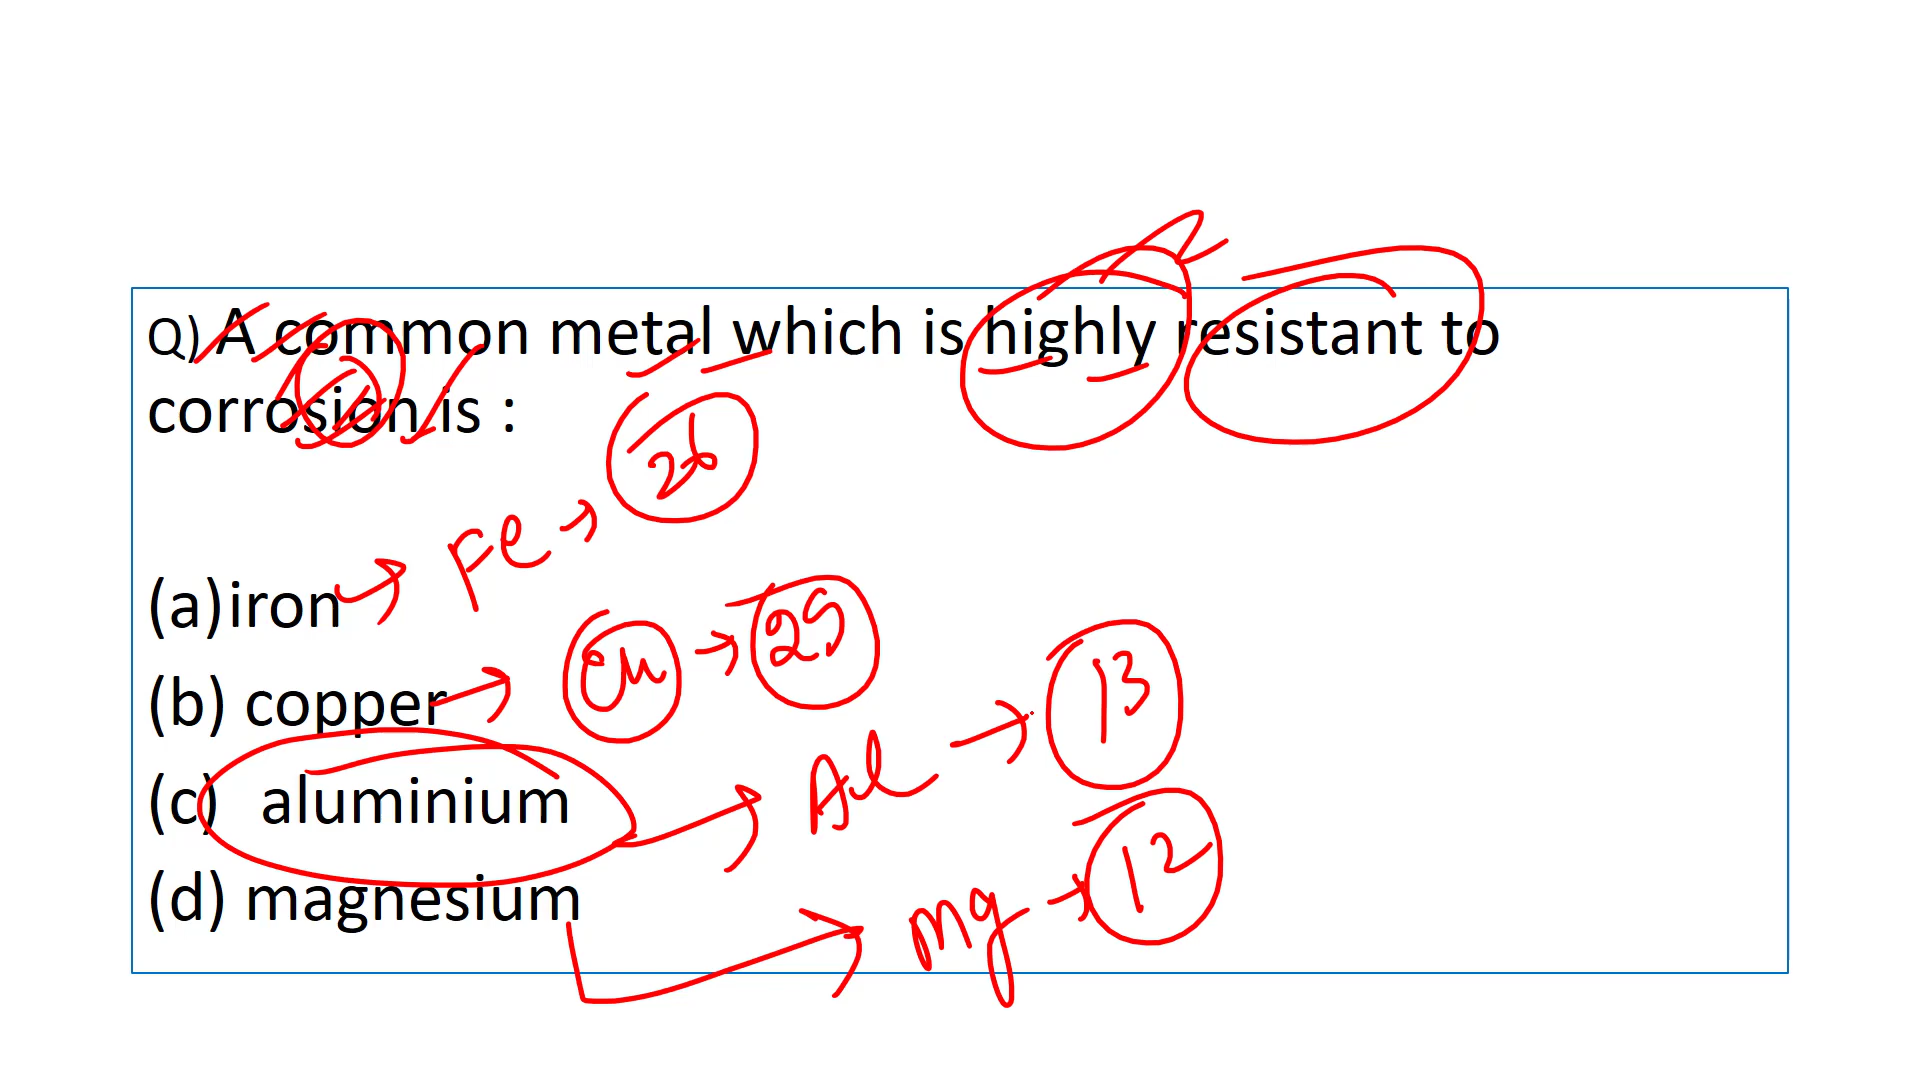 Q) A common metal which is highly resistant to
corrosion is :
(a) iron → Fe → 26
(b) copper → Cu → 29
(c) aluminium → Al → 13
(d) magnesium → Mg → 12